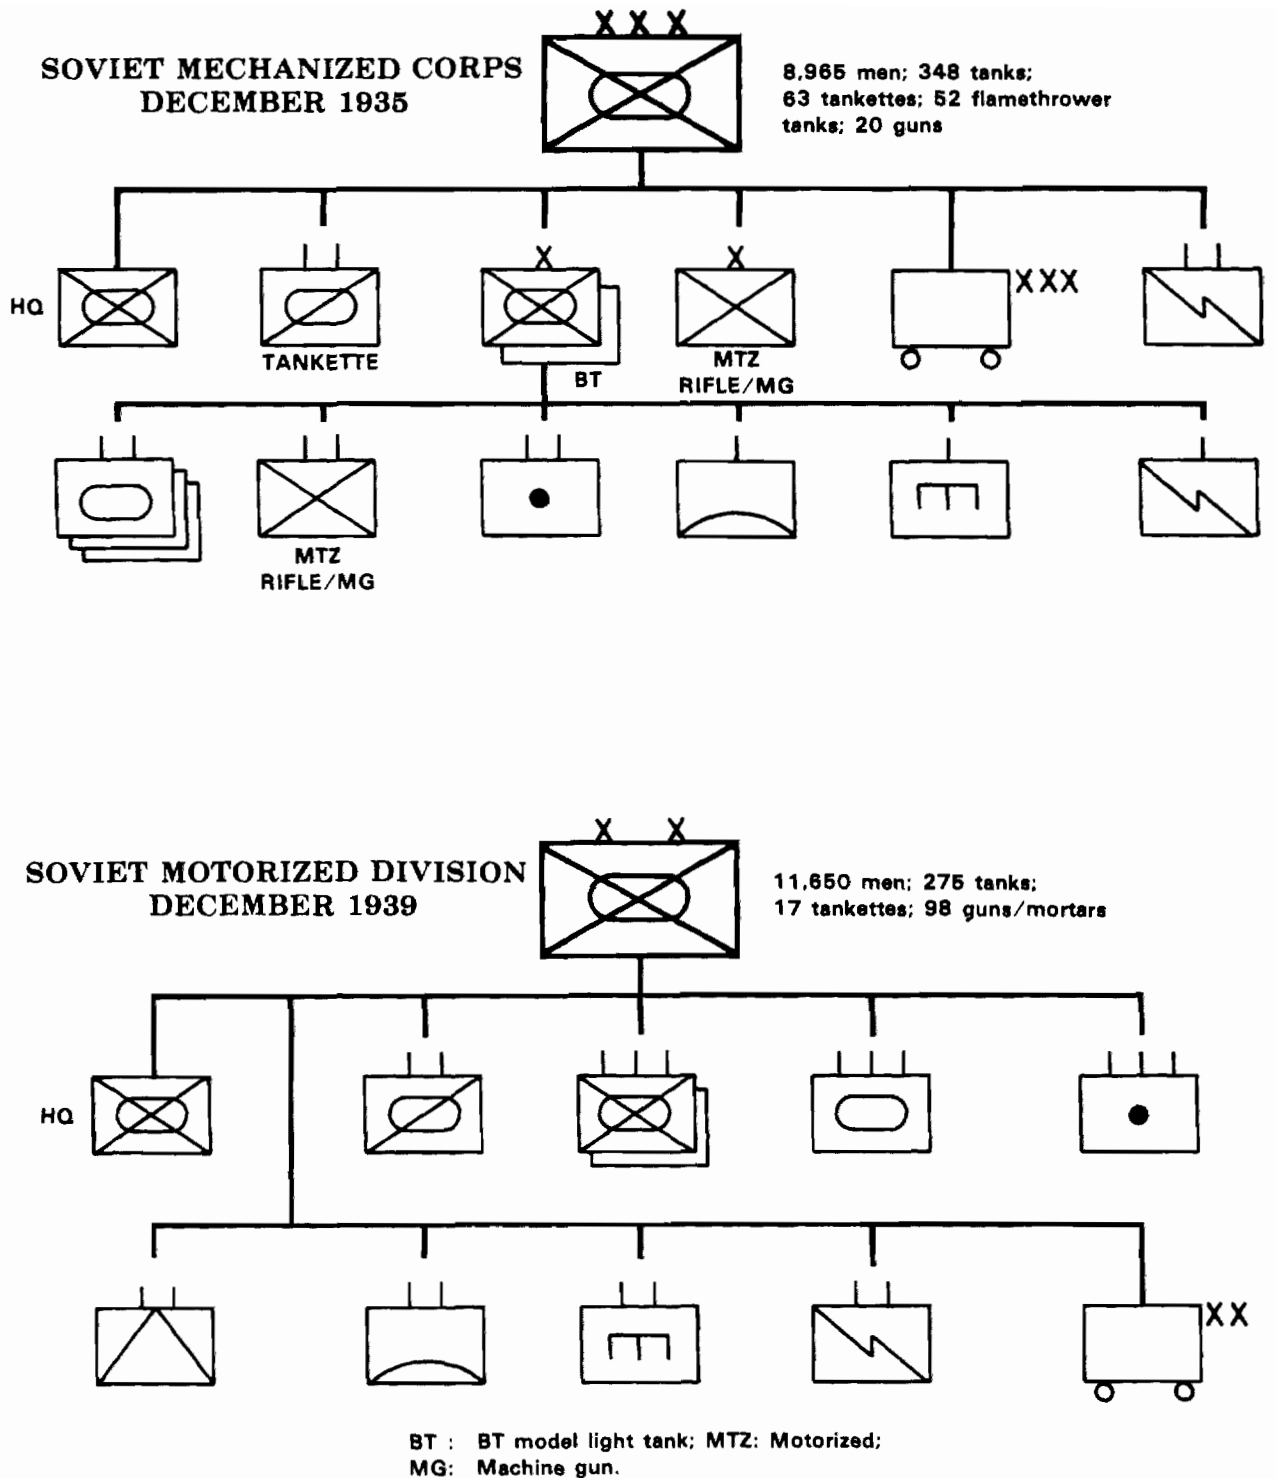 X X X
SOVIET MECHANIZED CORPS
DECEMBER 1935
8,965 men; 348 tanks;
63 tankettes; 52 flamethrower
tanks; 20 guns
X
X
HQ
XXX
TANKETTE
BT
MTZ
RIFLE/MG
MTZ
RIFLE/MG
X X
SOVIET MOTORIZED DIVISION
DECEMBER 1939
11,650 men; 275 tanks;
17 tankettes; 98 guns/mortars
HQ
XX
BT : BT model light tank; MTZ: Motorized;
MG: Machine gun.